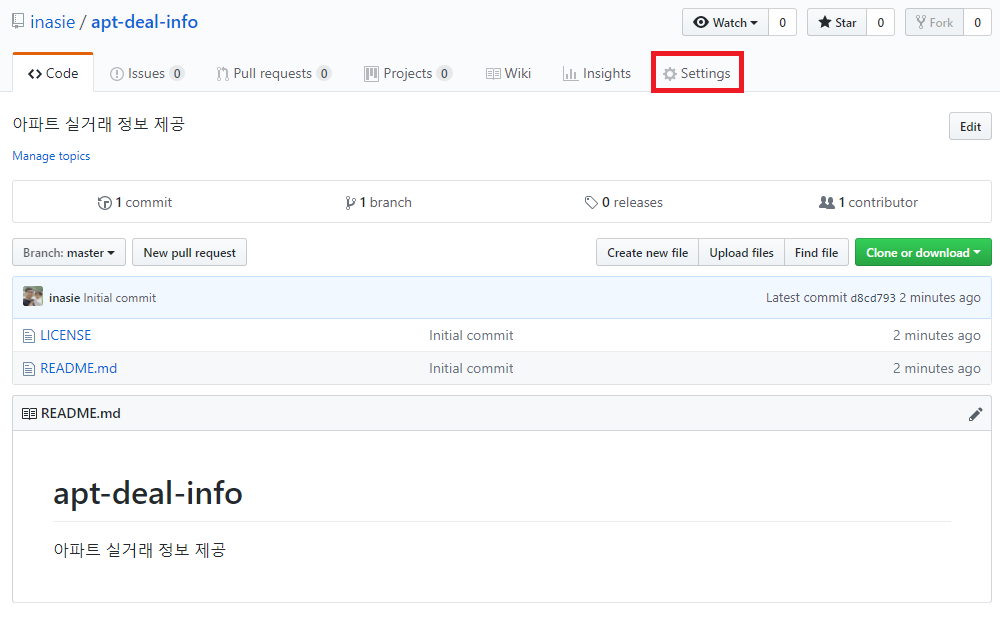 inasie / apt-deal-info
Watch 0 Star 0 Fork 0
Code Issues 0 Pull requests 0 Projects 0 Wiki Insights Settings
아파트 실거래 정보 제공
Edit
Manage topics
1 commit 1 branch 0 releases 1 contributor
Branch: master New pull request Create new file Upload files Find file Clone or download
inasie Initial commit Latest commit d8cd793 2 minutes ago
LICENSE Initial commit 2 minutes ago
README.md Initial commit 2 minutes ago
README.md
apt-deal-info
아파트 실거래 정보 제공